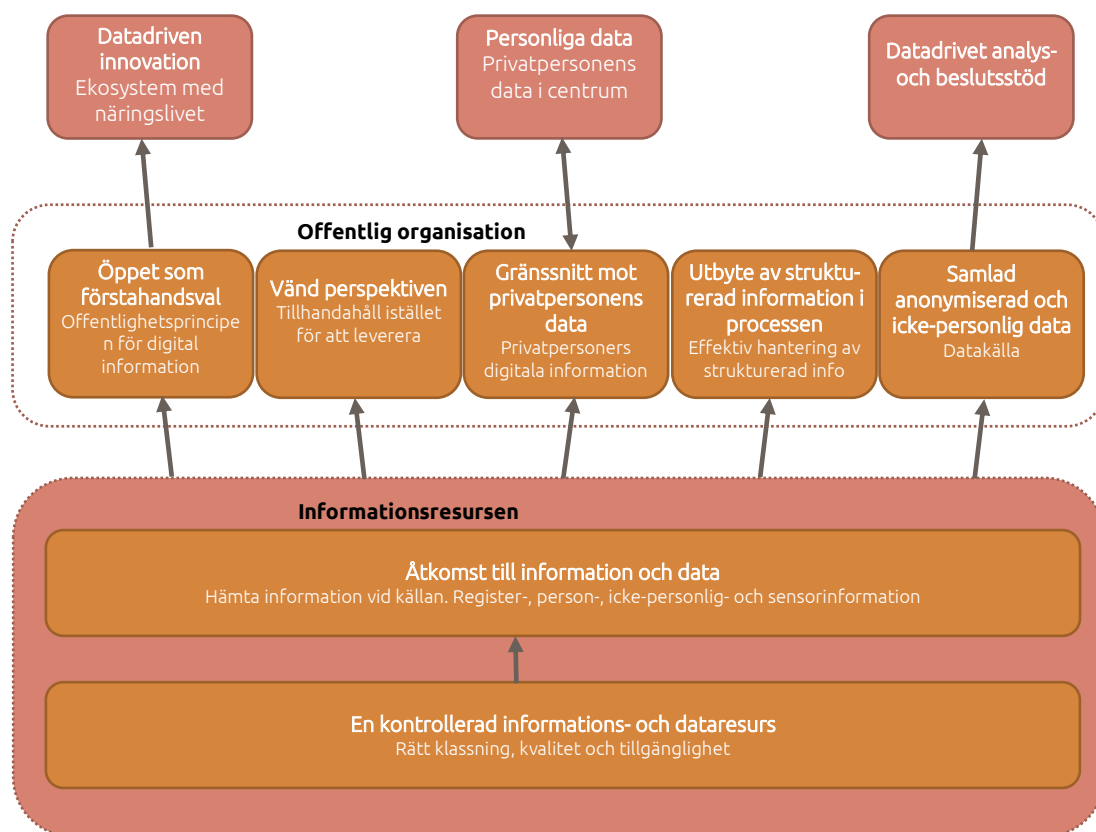 Datadriven
innovation
Ekosystem med
näringslivet
Personliga data
Privatpersonens
data i centrum
Datadrivet analys-
och beslutsstöd
Offentlig organisation
Öppet som
förstahandsval
Offentlighetsprincipe
n för digital
information
Vänd perspektiven
Tillhandahåll istället
för att leverera
Gränssnitt mot
privatpersonens
data
Privatpersoners
digitala information
Utbyte av struktu-
rerad information i
processen
Effektiv hantering av
strukturerad info
Samlad
anonymiserad och
icke-personlig data
Datakälla
Informationsresursen
Åtkomst till information och data
Hämta information vid källan. Register-, person-, icke-personlig- och sensorinformation
En kontrollerad informations- och dataresurs
Rätt klassning, kvalitet och tillgänglighet